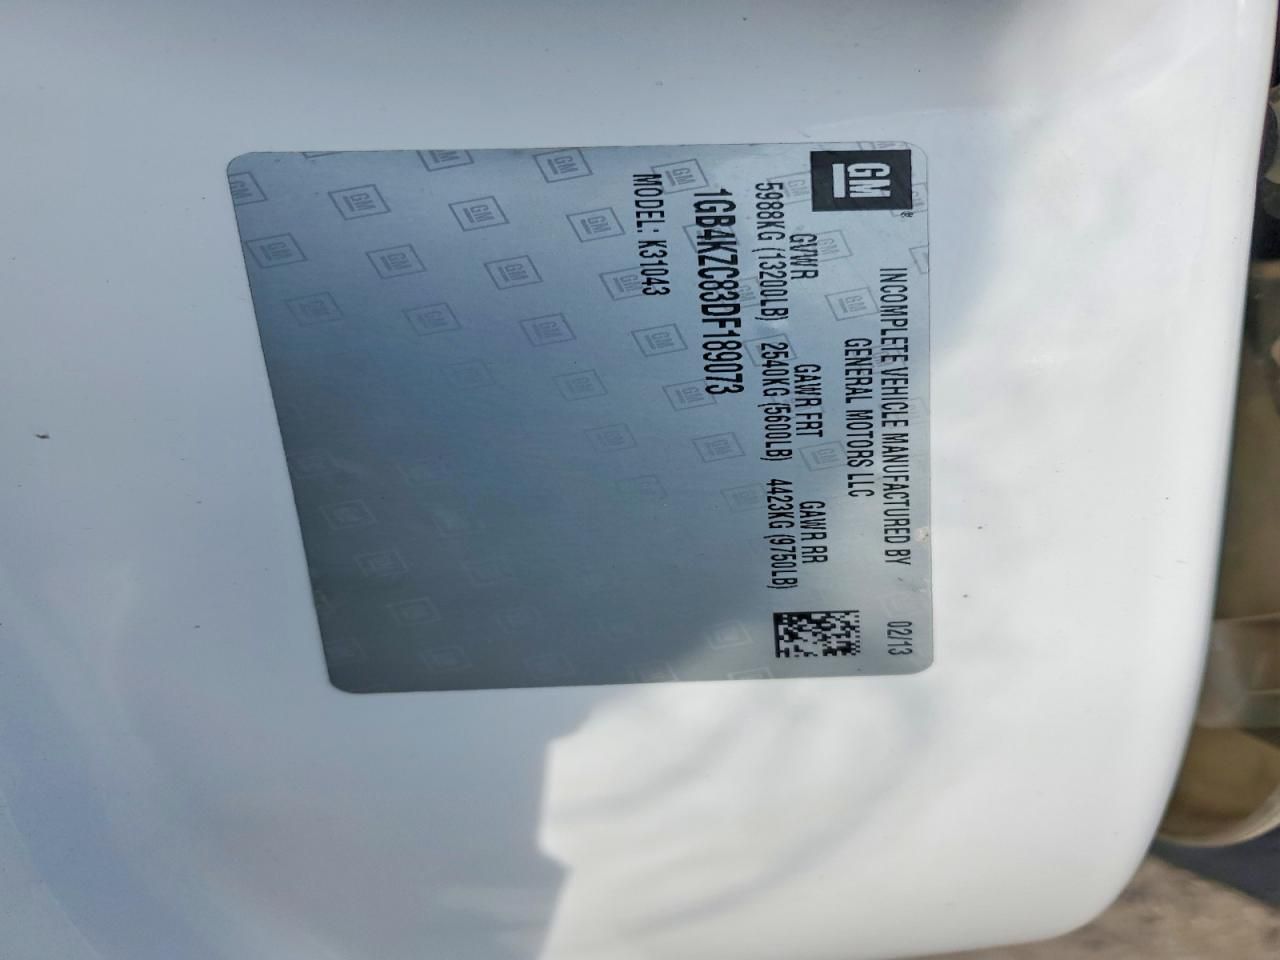 GM®
INCOMPLETE VEHICLE MANUFACTURED BY 02/13
GENERAL MOTORS LLC
GVWR GAWR FRT GAWR RR
5988KG (13200LB) 2540KG (5600LB) 4423KG (9750LB)
1GB4KZC83DF189073
MODEL: K31043